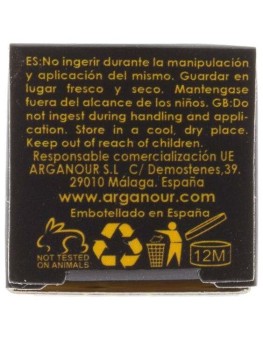 ES:No ingerir durante la manipulación
y aplicación del mismo. Guardar en
lugar fresco y seco. Mantengase
fuera del alcance de los niños. GB:Do
not ingest during handling and appli-
cation. Store in a cool, dry place.
Keep out of reach of children.
Responsable comercialización UE
ARGANOUR S.L C/ Demostenes,39.
29010 Málaga. España
www.arganour.com
Embotellado en España
NOT TESTED
ON ANIMALS
12M